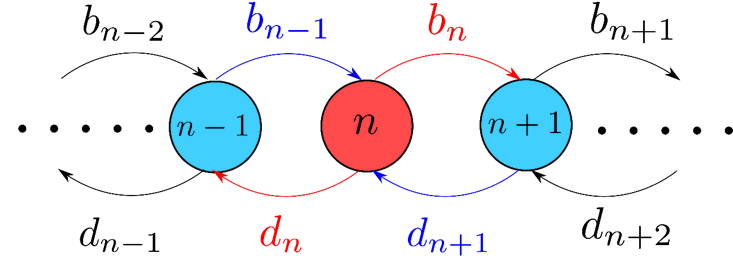 b_{n-2} b_{n-1} b_n b_{n+1}
n-1 n n+1
d_{n-1} d_n d_{n+1} d_{n+2}